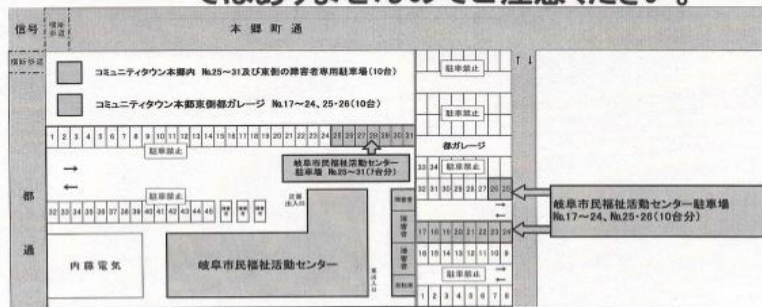 ではありませんのでご注意ください。
信号
横断歩道
本郷町通
横断歩道
↑↓
コミュニティタウン本郷内 №25~31及び東側の障害者専用駐車場(10台)
駐車禁止
コミュニティタウン本郷東側都ガレージ №17~24、25・26(10台)
駐車禁止
1 2 3 4 5 6 7 8 9 10 11 12 13 14 15 16 17 18 19 20 21 22 23 24 25 26 27 28 29 30 31
都ガレージ
駐車禁止
→
←
岐阜市民福祉活動センター
駐車場 №25~31(7台分)
33 34
駐車禁止
32 31 30 29 28 27 26 25
岐阜市民福祉活動センター駐車場
№17~24、№25・26(10台分)
駐車禁止
32 33 34 35 36 37 38 39 40 41 42 43 44 45
→
←
都通
内藤電気
岐阜市民福祉活動センター
障害者
17 18 19 20 21 22 23 24
障害者
16 15 14 13 12 11 10 9
駐車禁止
→
←
1 2 3 4 5 6 7 8